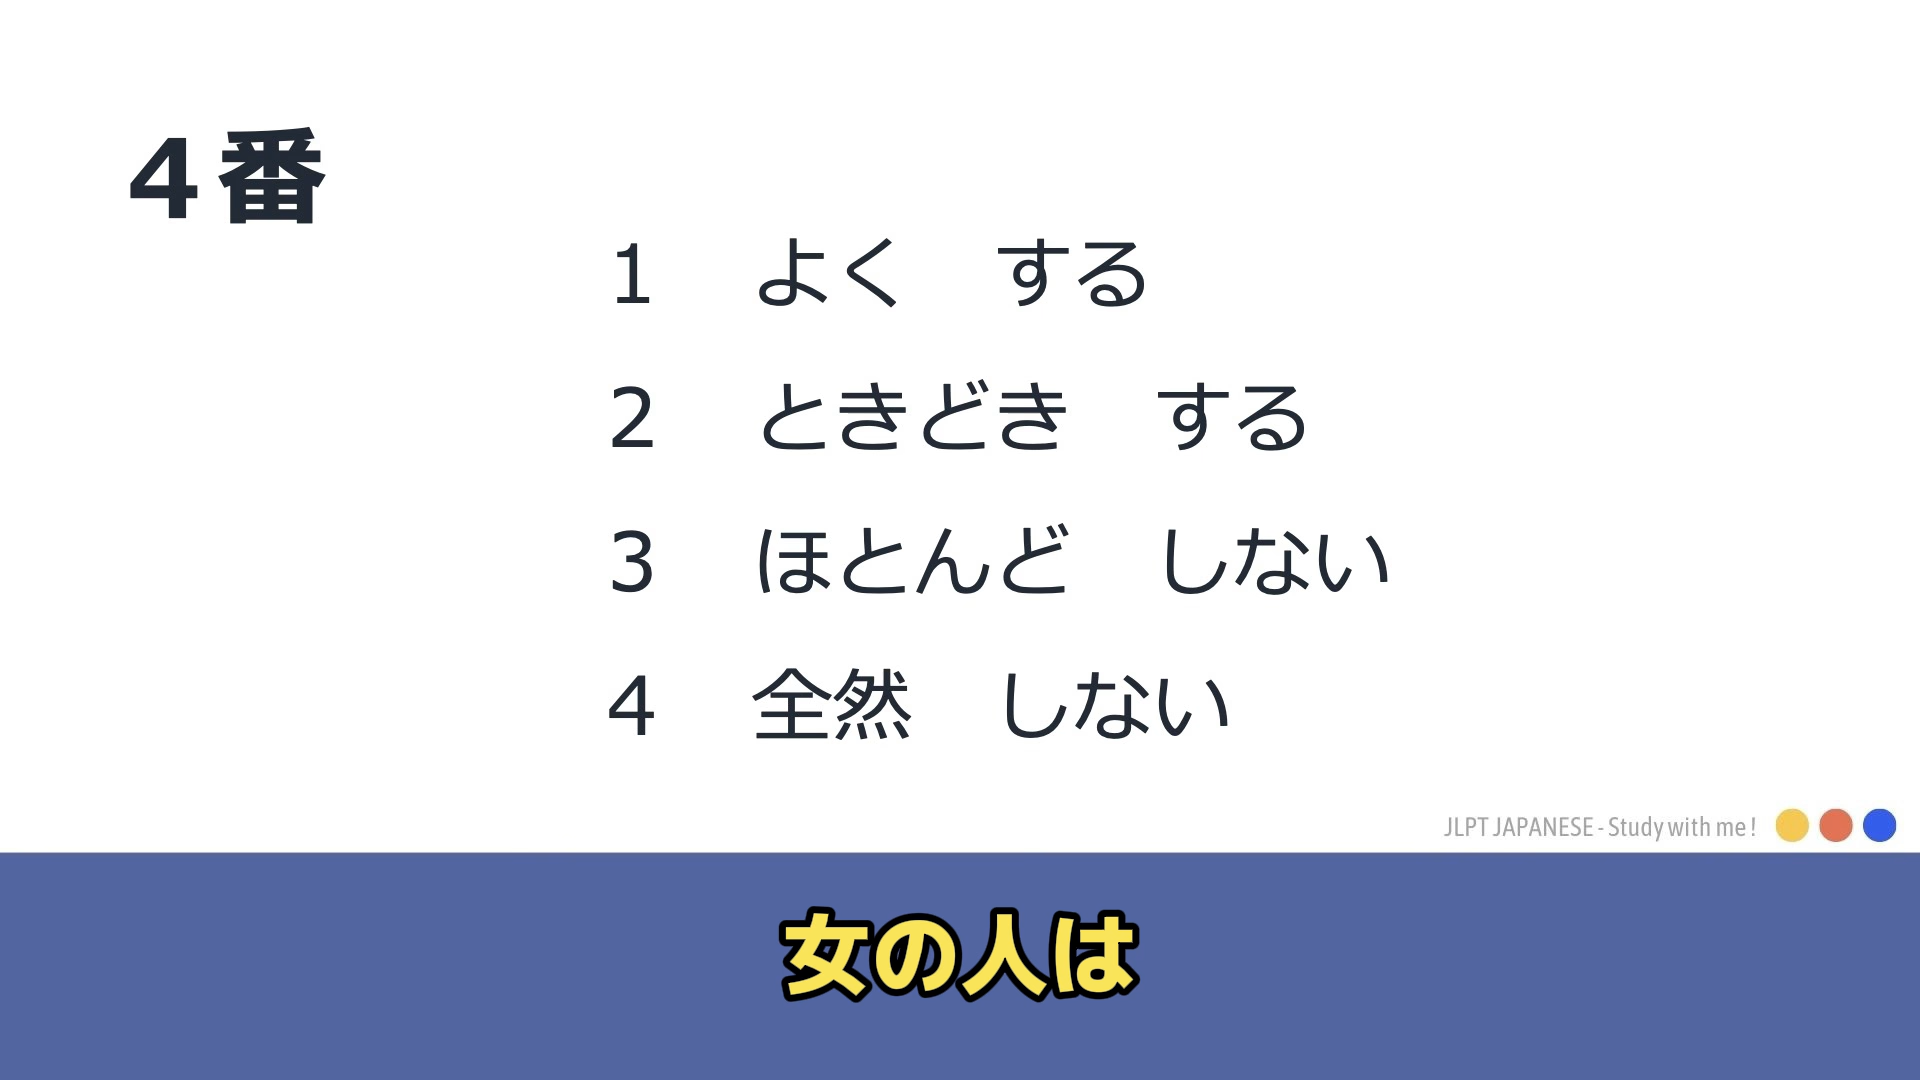 ４番
1　よく　する
2　ときどき　する
3　ほとんど　しない
4　全然　しない
JLPT JAPANESE - Study with me !
女の人は